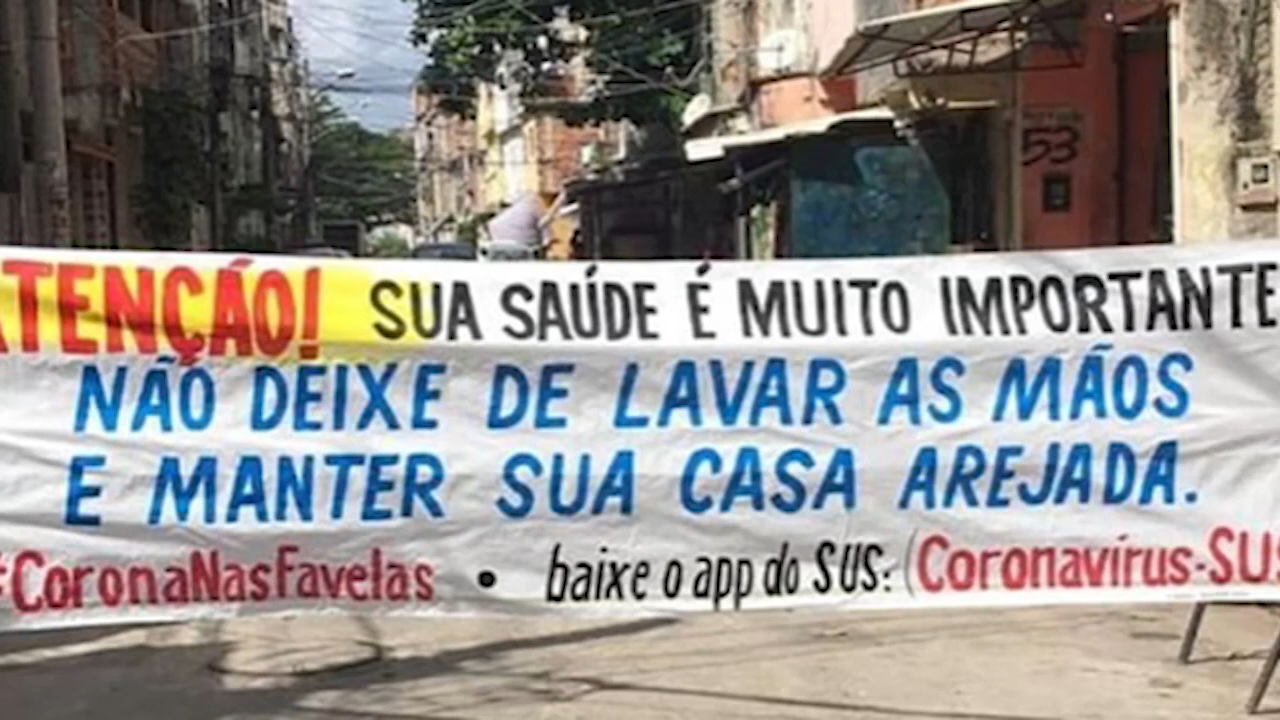 53
ATENÇÃO! SUA SAÚDE É MUITO IMPORTANTE
NÃO DEIXE DE LAVAR AS MÃOS
E MANTER SUA CASA AREJADA.
#CoronaNasFavelas • baixe o app do SUS: (Coronavírus-SUS